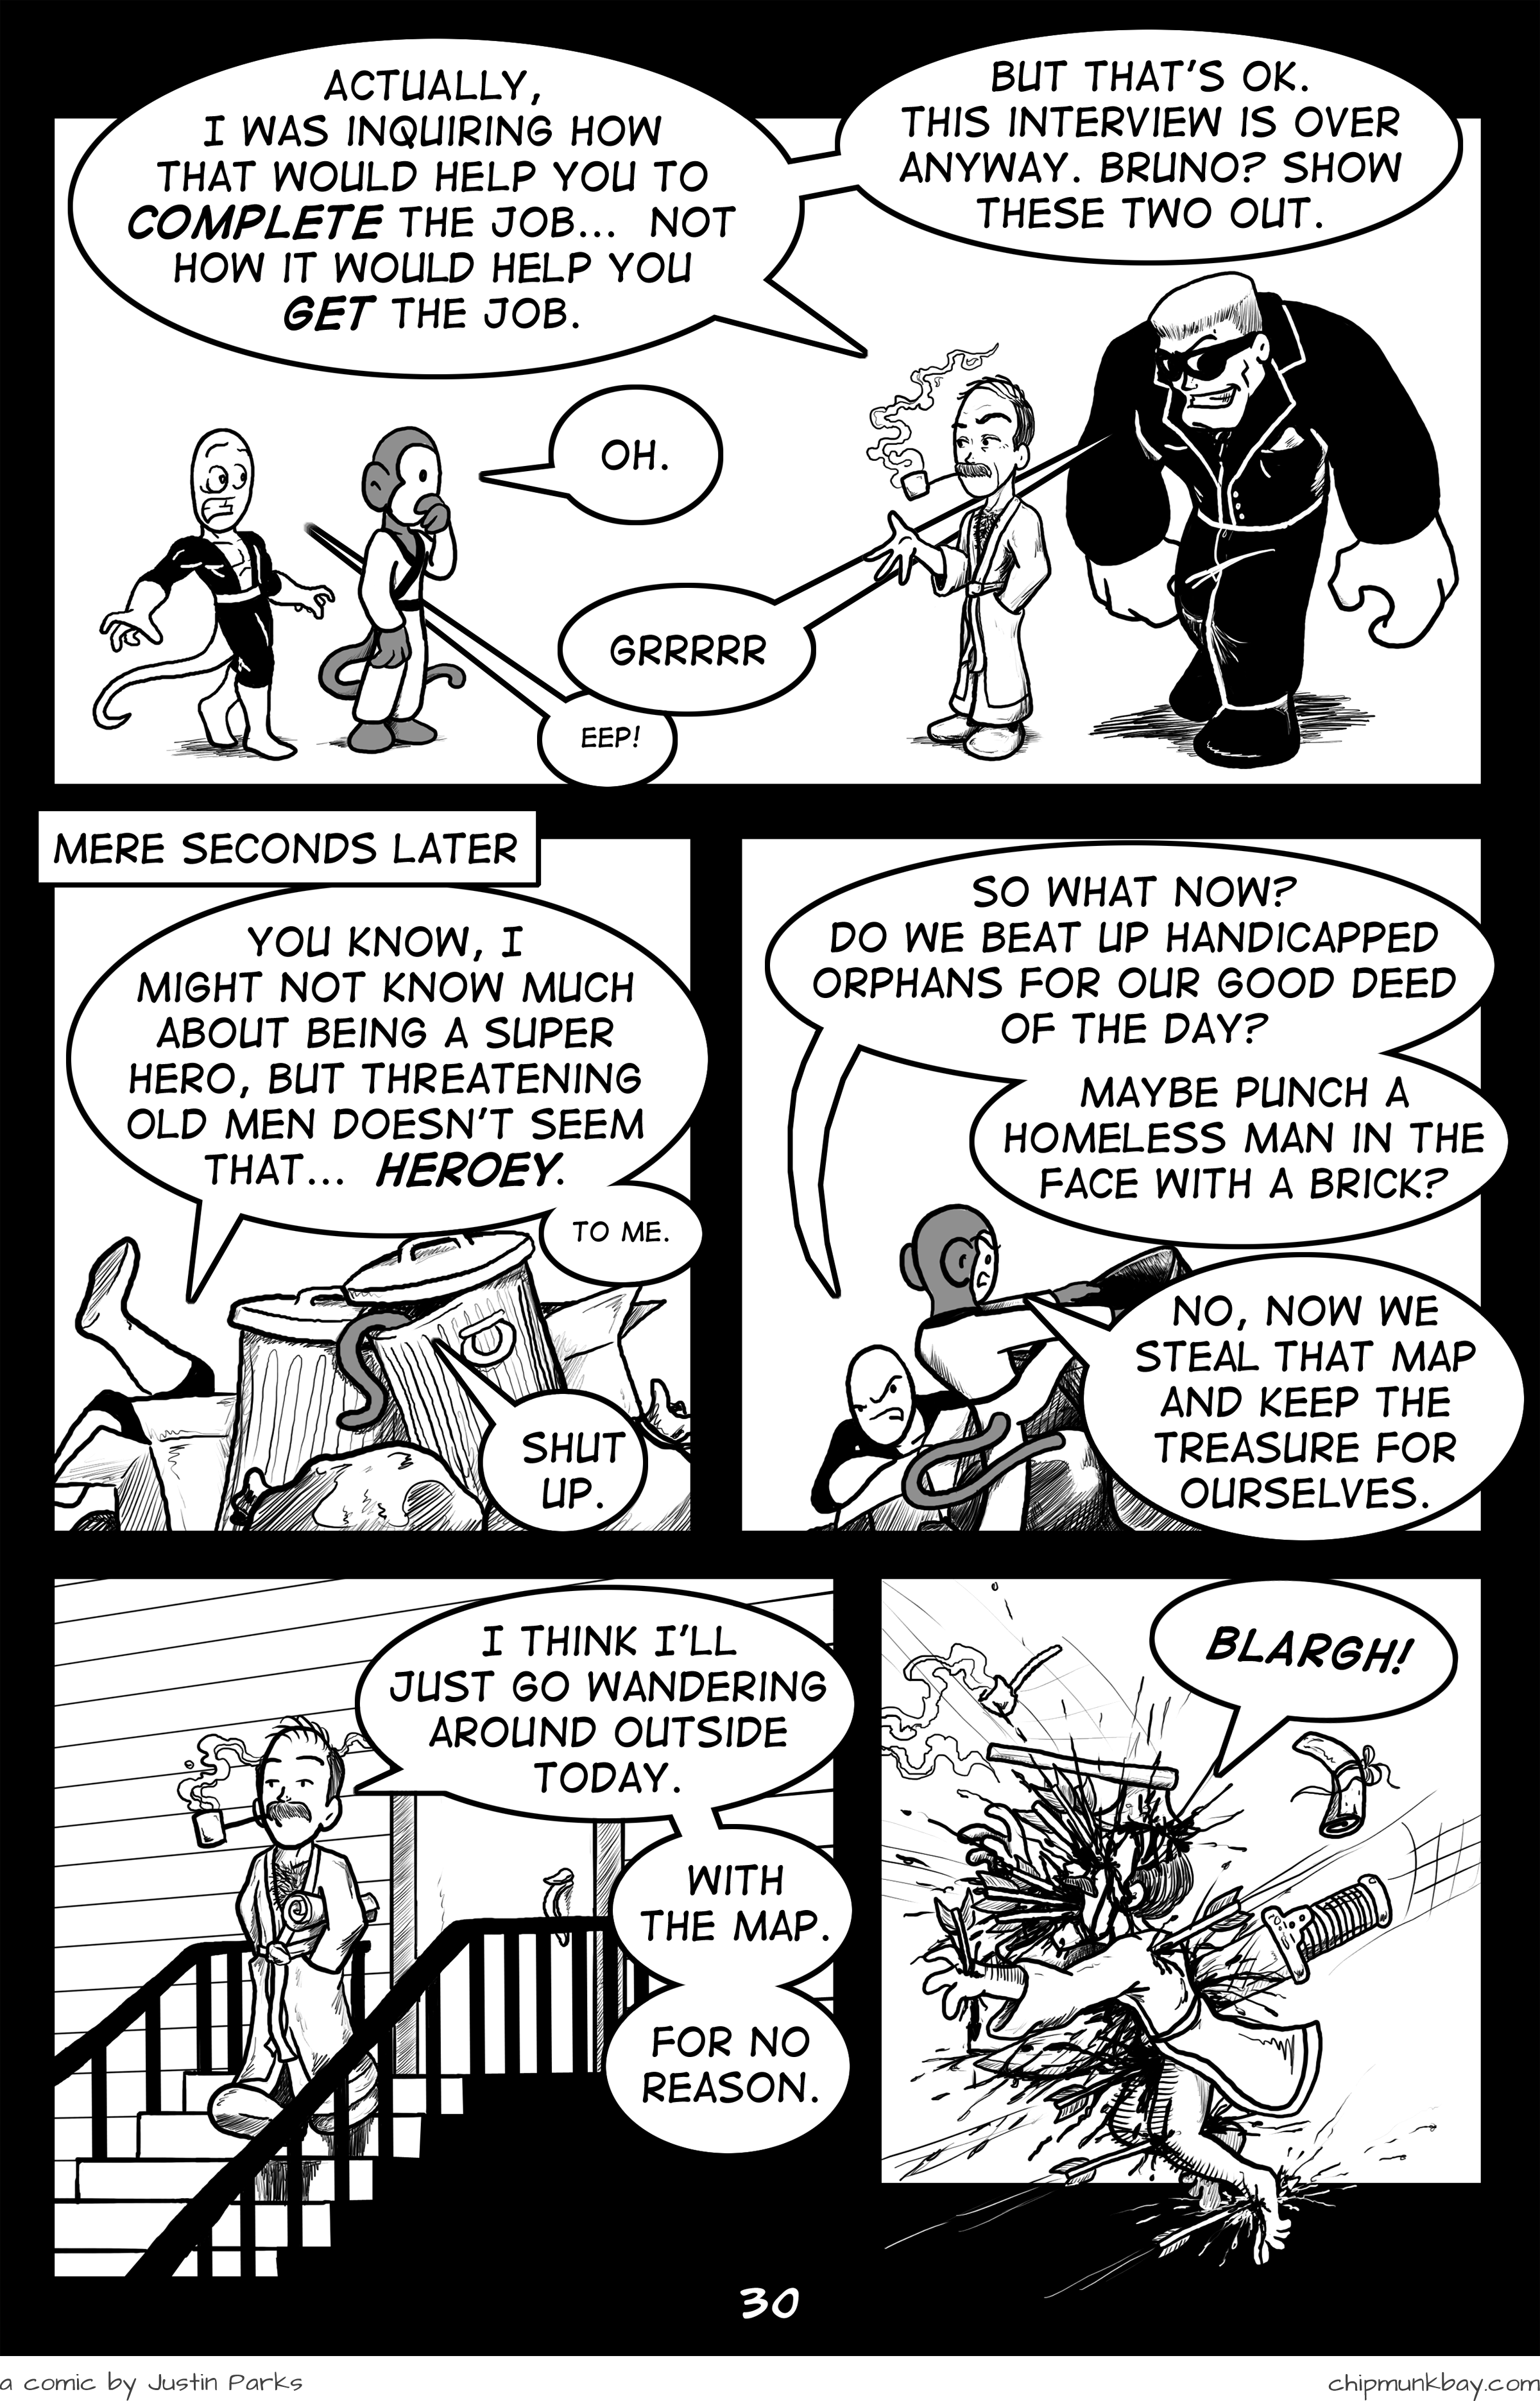 ACTUALLY,
I WAS INQUIRING HOW
THAT WOULD HELP YOU TO
COMPLETE THE JOB... NOT
HOW IT WOULD HELP YOU
GET THE JOB.
BUT THAT'S OK.
THIS INTERVIEW IS OVER
ANYWAY. BRUNO? SHOW
THESE TWO OUT.
OH.
GRRRRR
EEP!
MERE SECONDS LATER
YOU KNOW, I
MIGHT NOT KNOW MUCH
ABOUT BEING A SUPER
HERO, BUT THREATENING
OLD MEN DOESN'T SEEM
THAT... HEROEY.
TO ME.
SHUT
UP.
SO WHAT NOW?
DO WE BEAT UP HANDICAPPED
ORPHANS FOR OUR GOOD DEED
OF THE DAY?
MAYBE PUNCH A
HOMELESS MAN IN THE
FACE WITH A BRICK?
NO, NOW WE
STEAL THAT MAP
AND KEEP THE
TREASURE FOR
OURSELVES.
I THINK I'LL
JUST GO WANDERING
AROUND OUTSIDE
TODAY.
WITH
THE MAP.
FOR NO
REASON.
BLARGH!
30
a comic by Justin Parks
chipmunkbay.com